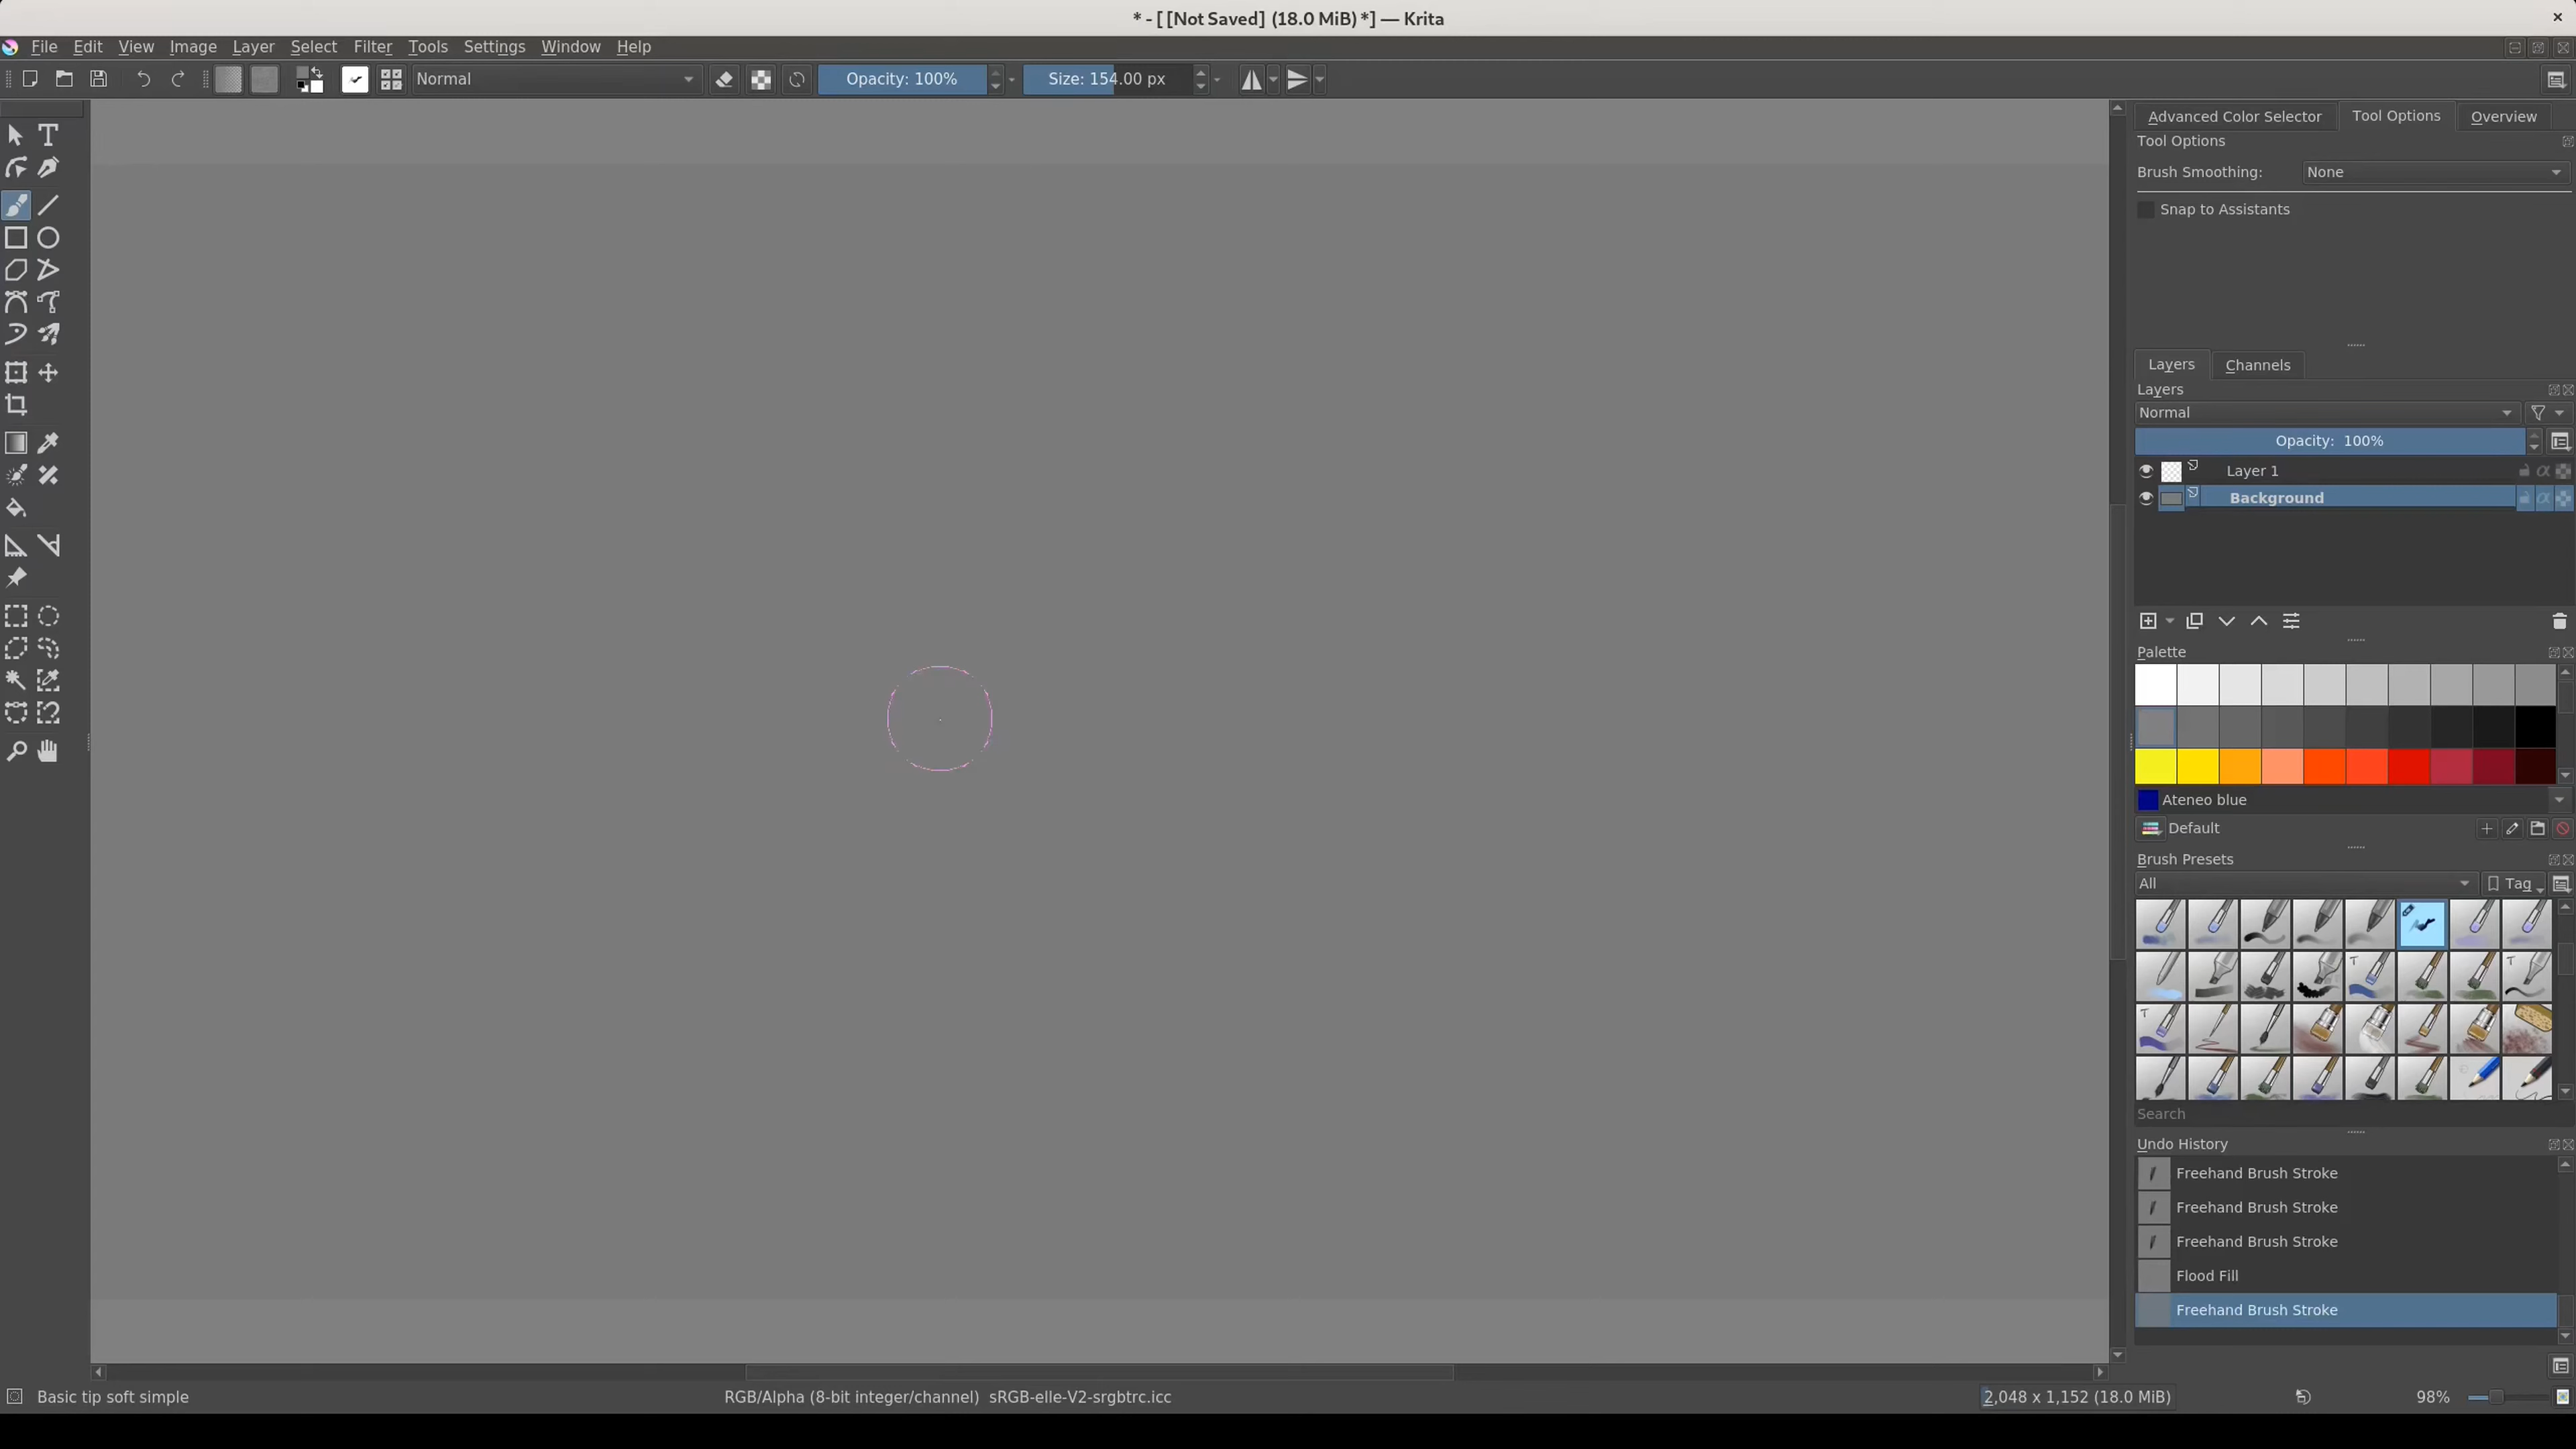 * - [ [Not Saved] (18.0 MiB) *] — Krita
File Edit View Image Layer Select Filter Tools Settings Window Help
Normal
Opacity: 100%
Size: 154.00 px
Advanced Color Selector
Tool Options
Overview
Tool Options
Brush Smoothing: None
Snap to Assistants
Layers
Channels
Layers
Normal
Opacity: 100%
Layer 1
Background
Palette
Ateneo blue
Default
Brush Presets
All
Tag
Search
Undo History
Freehand Brush Stroke
Freehand Brush Stroke
Freehand Brush Stroke
Flood Fill
Freehand Brush Stroke
Basic tip soft simple
RGB/Alpha (8-bit integer/channel) sRGB-elle-V2-srgbtrc.icc
2,048 x 1,152 (18.0 MiB)
98%